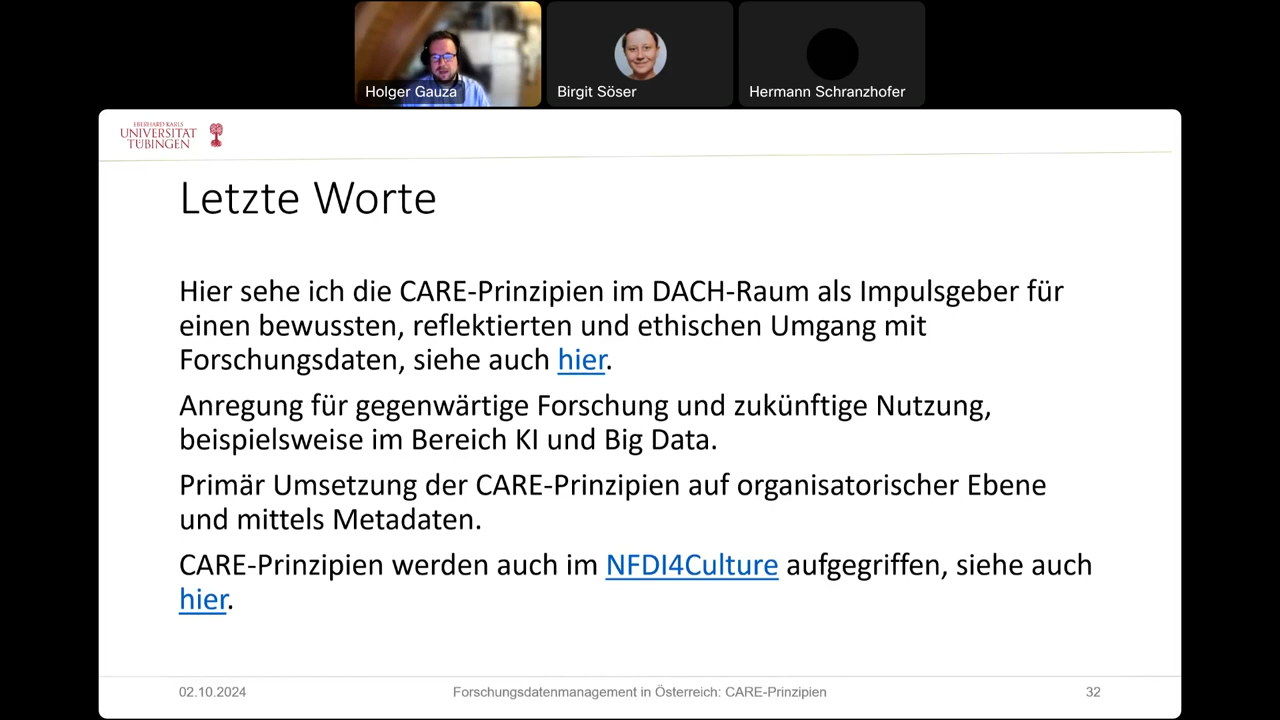 Holger Gauza
Birgit Söser
Hermann Schranzhofer
EBERHARD KARLS
UNIVERSITÄT
TÜBINGEN
Letzte Worte
Hier sehe ich die CARE-Prinzipien im DACH-Raum als Impulsgeber für
einen bewussten, reflektierten und ethischen Umgang mit
Forschungsdaten, siehe auch hier.
Anregung für gegenwärtige Forschung und zukünftige Nutzung,
beispielsweise im Bereich KI und Big Data.
Primär Umsetzung der CARE-Prinzipien auf organisatorischer Ebene
und mittels Metadaten.
CARE-Prinzipien werden auch im NFDI4Culture aufgegriffen, siehe auch
hier.
02.10.2024
Forschungsdatenmanagement in Österreich: CARE-Prinzipien
32